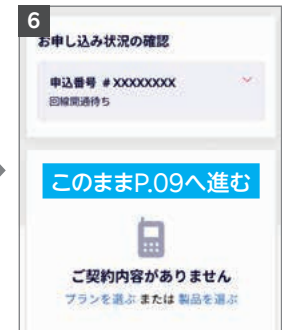 6
お申し込み状況の確認
申込番号 #XXXXXXXX
回線開通待ち
このままP.09へ進む
ご契約内容がありません
プランを選ぶ または 製品を選ぶ